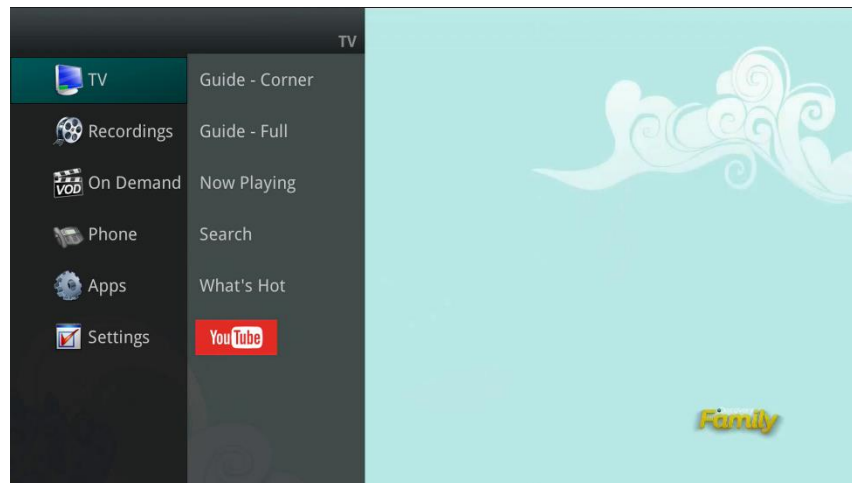 TV
TV
Recordings
VOD
On Demand
Phone
Apps
Settings
Guide - Corner
Guide - Full
Now Playing
Search
What's Hot
YouTube
Family